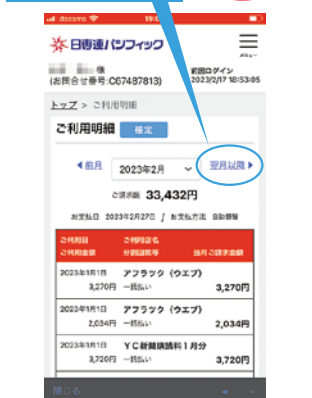 docomo
日専連パシフィック
様
前回ログイン
(お問合せ番号:C67487813)
2023/2/17 18:53:05
トップ > ご利用明細
ご利用明細 確定
前月 2023年2月 翌月以降
ご請求額 33,432円
お支払日 2023年2月27日 / お支払方法 自動振替
ご利用日 ご利用店名
ご利用金額 分割回数等 当月ご請求金額
2023年1月1日 アフラック (ウエブ)
3,270円 一括払い 3,270円
2023年1月1日 アフラック (ウエブ)
2,034円 一括払い 2,034円
2023年1月1日 YC新聞購読料1月分
3,720円 一括払い 3,720円
閉じる